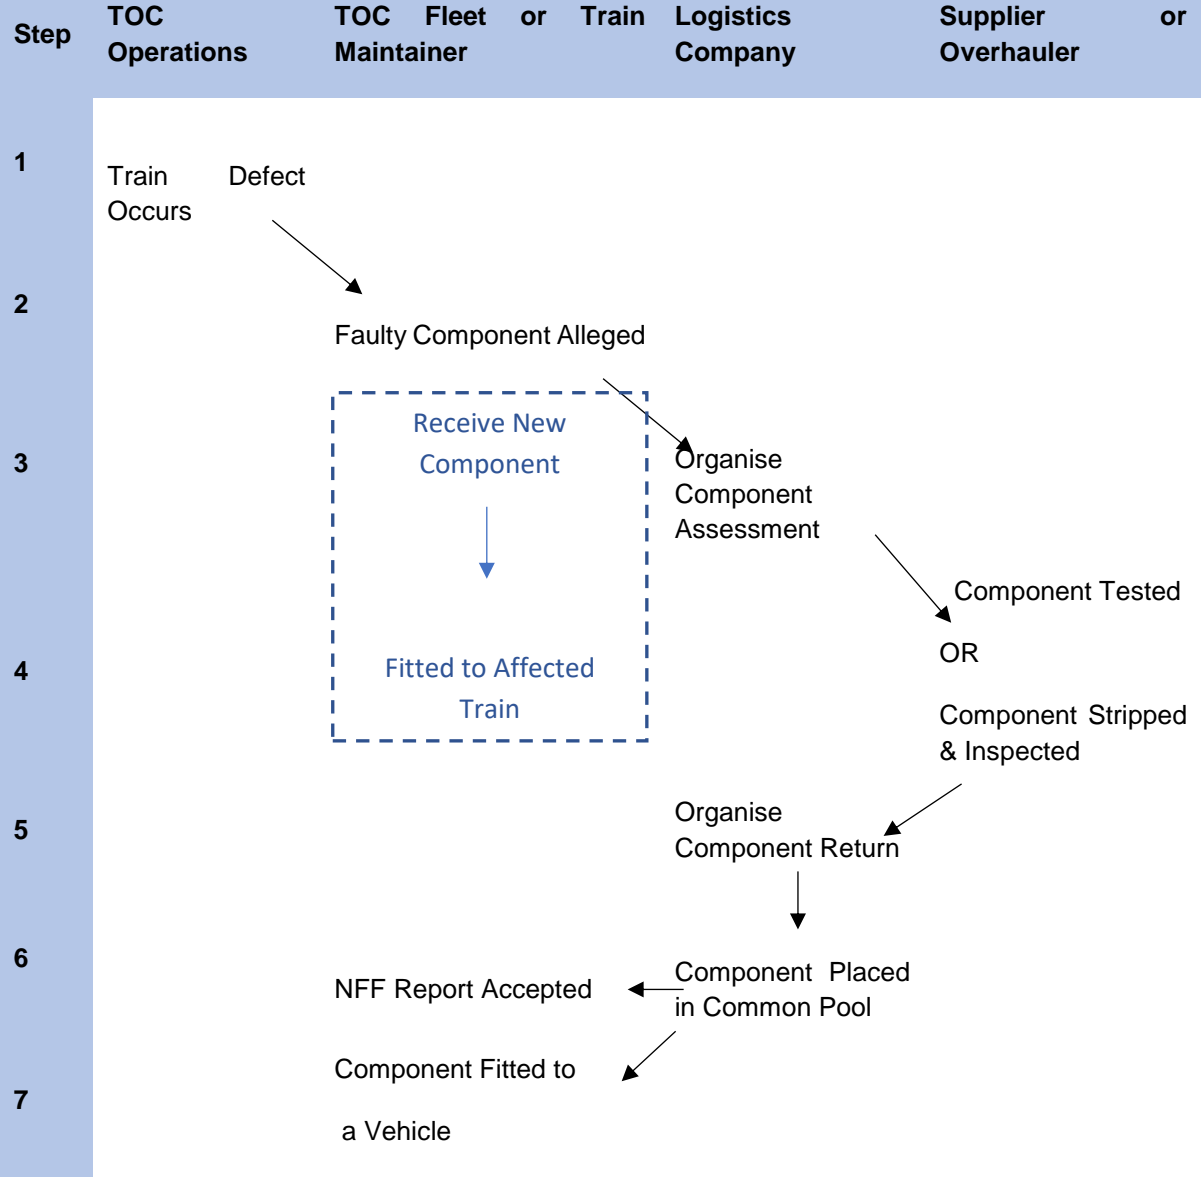 Step
TOC
Operations
TOC Fleet or Train
Maintainer
Logistics
Company
Supplier or
Overhauler
1
Train Defect
Occurs
2
Faulty Component Alleged
3
Receive New
Component
Organise
Component
Assessment
Component Tested
OR
4
Fitted to Affected
Train
Component Stripped
& Inspected
5
Organise
Component Return
6
NFF Report Accepted
Component Placed
in Common Pool
7
Component Fitted to
a Vehicle